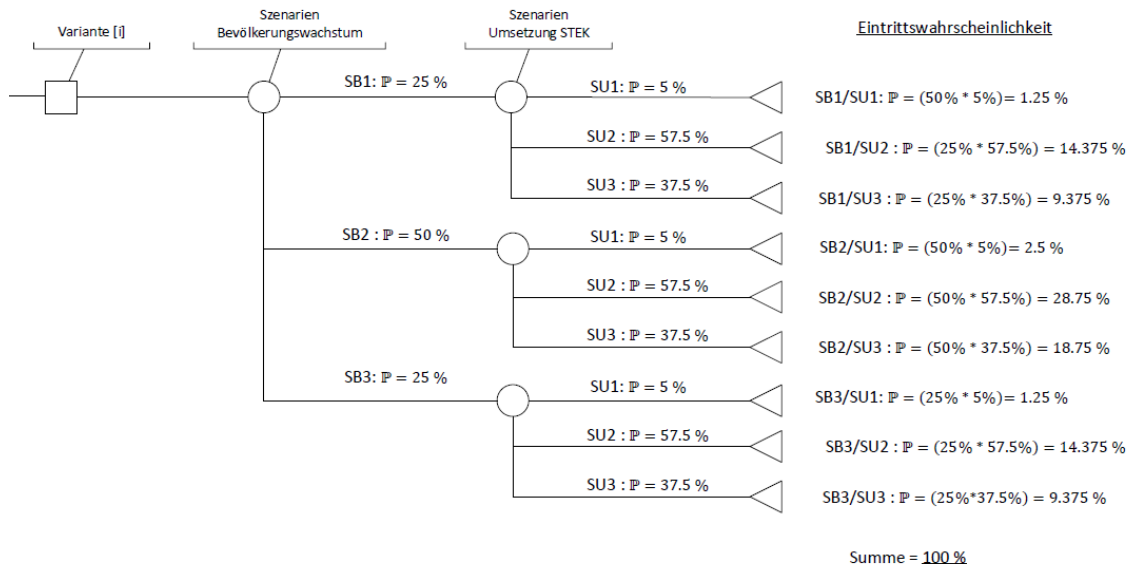 Variante [i]
Szenarien
Bevölkerungswachstum
Szenarien
Umsetzung STEK
Eintrittswahrscheinlichkeit
SB1: ℙ = 25 %
SU1: ℙ = 5 %
SB1/SU1: ℙ = (50% * 5%)= 1.25 %
SU2 : ℙ = 57.5 %
SB1/SU2 : ℙ = (25% * 57.5%) = 14.375 %
SU3 : ℙ = 37.5 %
SB1/SU3 : ℙ = (25% * 37.5%) = 9.375 %
SB2 : ℙ = 50 %
SU1: ℙ = 5 %
SB2/SU1: ℙ = (50% * 5%)= 2.5 %
SU2 : ℙ = 57.5 %
SB2/SU2 : ℙ = (50% * 57.5%) = 28.75 %
SU3 : ℙ = 37.5 %
SB2/SU3 : ℙ = (50% * 37.5%) = 18.75 %
SB3: ℙ = 25 %
SU1: ℙ = 5 %
SB3/SU1: ℙ = (25% * 5%)= 1.25 %
SU2 : ℙ = 57.5 %
SB3/SU2 : ℙ = (25% * 57.5%) = 14.375 %
SU3 : ℙ = 37.5 %
SB3/SU3 : ℙ = (25%*37.5%) = 9.375 %
Summe = 100 %